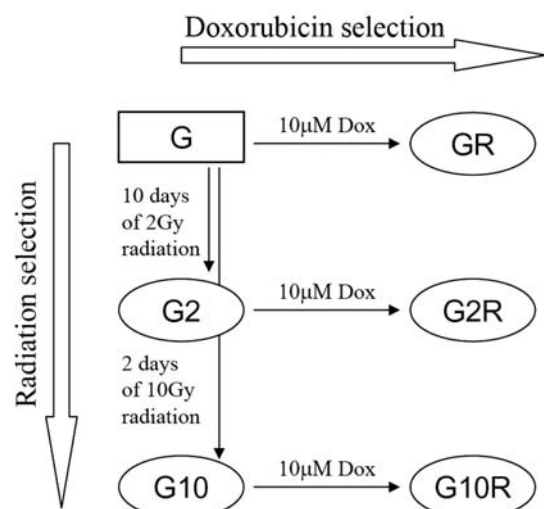 Doxorubicin selection
Radiation selection
G
10μM Dox
GR
10 days
of 2Gy
radiation
G2
10μM Dox
G2R
2 days
of 10Gy
radiation
G10
10μM Dox
G10R